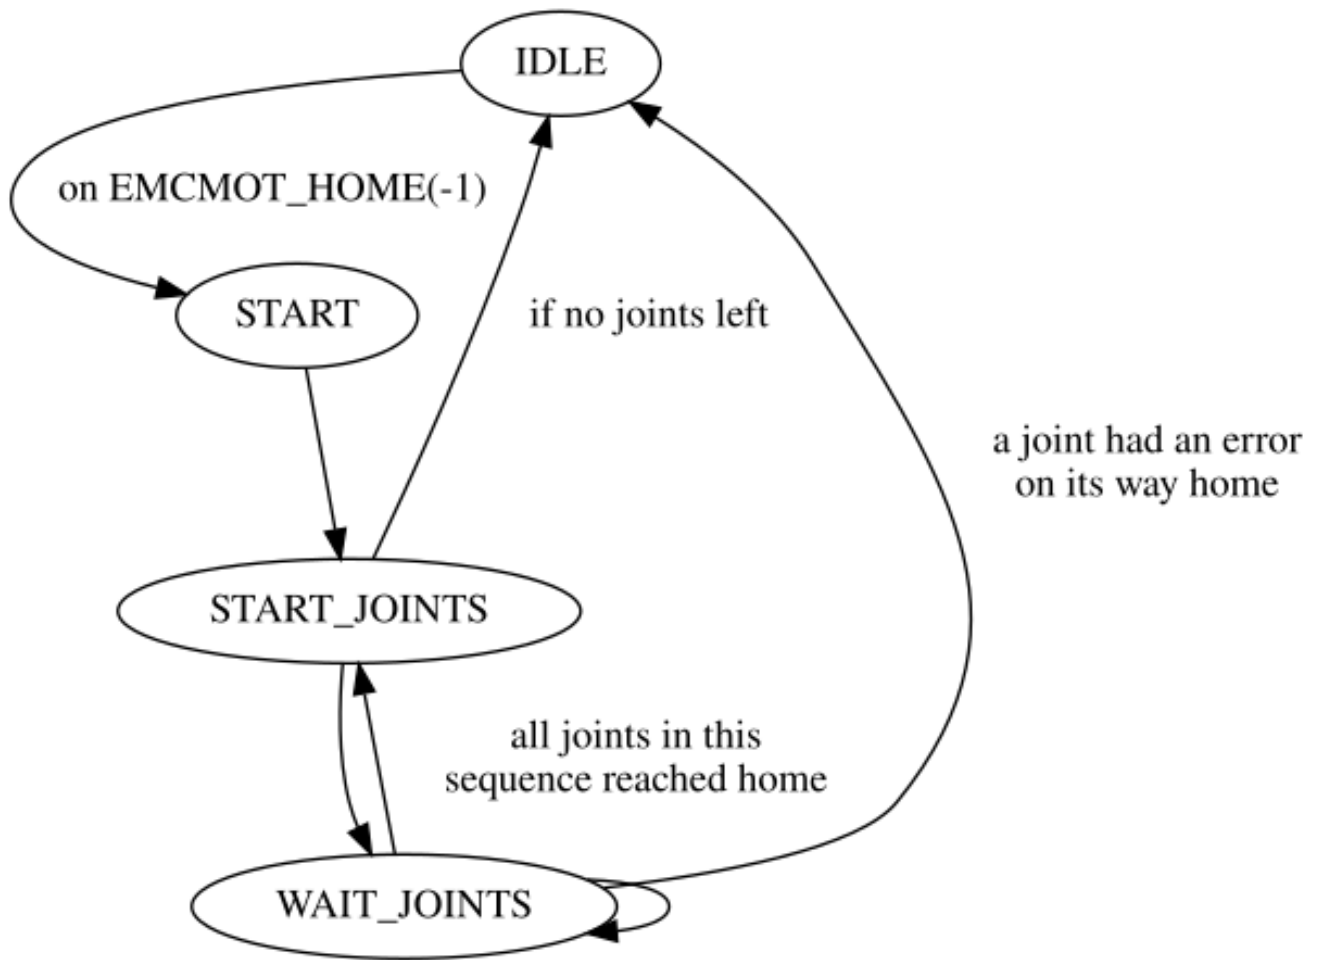 IDLE
on EMCMOT_HOME(-1)
START
if no joints left
a joint had an error
on its way home
START_JOINTS
all joints in this
sequence reached home
WAIT_JOINTS